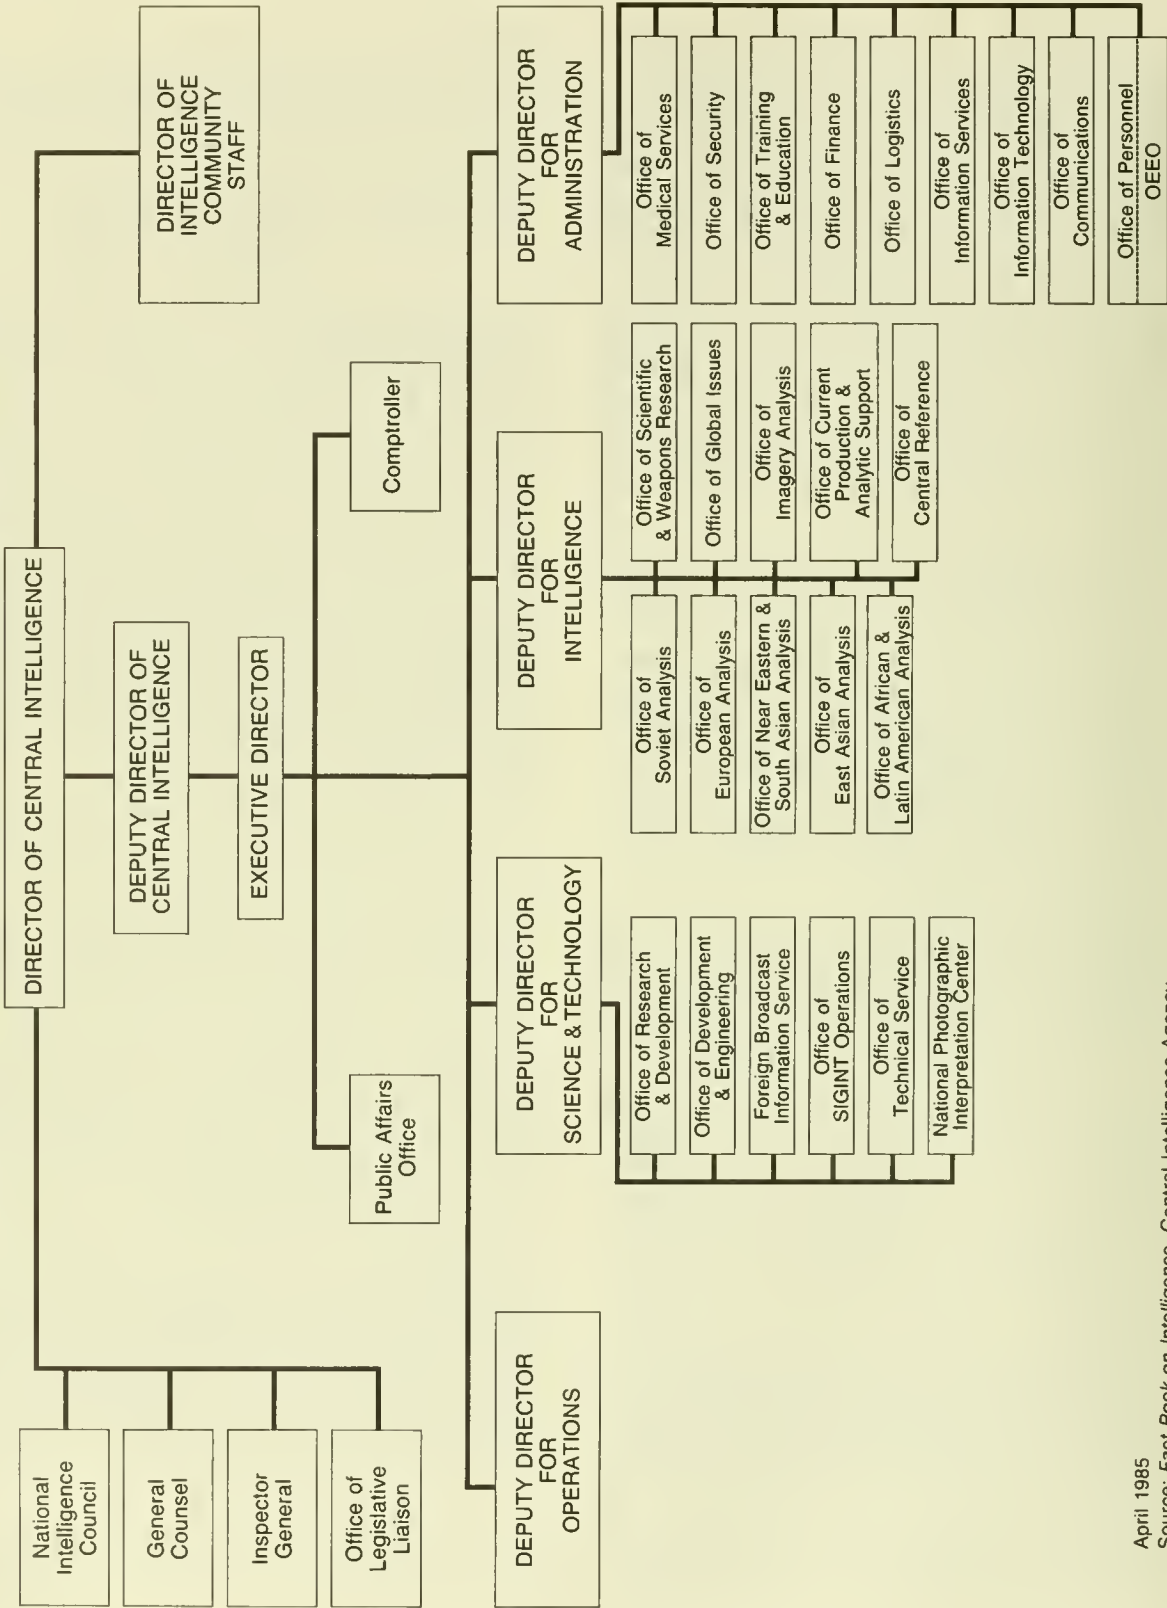 DIRECTOR OF CENTRAL INTELLIGENCE
DEPUTY DIRECTOR OF
CENTRAL INTELLIGENCE
EXECUTIVE DIRECTOR
National
Intelligence
Council
General
Counsel
Inspector
General
Office of
Legislative
Liaison
DIRECTOR OF
INTELLIGENCE
COMMUNITY
STAFF
Public Affairs
Office
Comptroller
DEPUTY DIRECTOR
FOR
OPERATIONS
DEPUTY DIRECTOR
FOR
SCIENCE & TECHNOLOGY
Office of Research
& Development
Office of Development
& Engineering
Foreign Broadcast
Information Service
Office of
SIGINT Operations
Office of
Technical Service
National Photographic
Interpretation Center
DEPUTY DIRECTOR
FOR
INTELLIGENCE
Office of
Soviet Analysis
Office of
European Analysis
Office of Near Eastern &
South Asian Analysis
Office of
East Asian Analysis
Office of African &
Latin American Analysis
Office of Scientific
& Weapons Research
Office of Global Issues
Office of
Imagery Analysis
Office of Current
Production &
Analytic Support
Office of
Central Reference
DEPUTY DIRECTOR
FOR
ADMINISTRATION
Office of
Medical Services
Office of Security
Office of Training
& Education
Office of Finance
Office of Logistics
Office of
Information Services
Office of
Information Technology
Office of
Communications
Office of Personnel
OEEO
April 1985
Source: Fact Book on Intelligence, Central Intelligence Agency